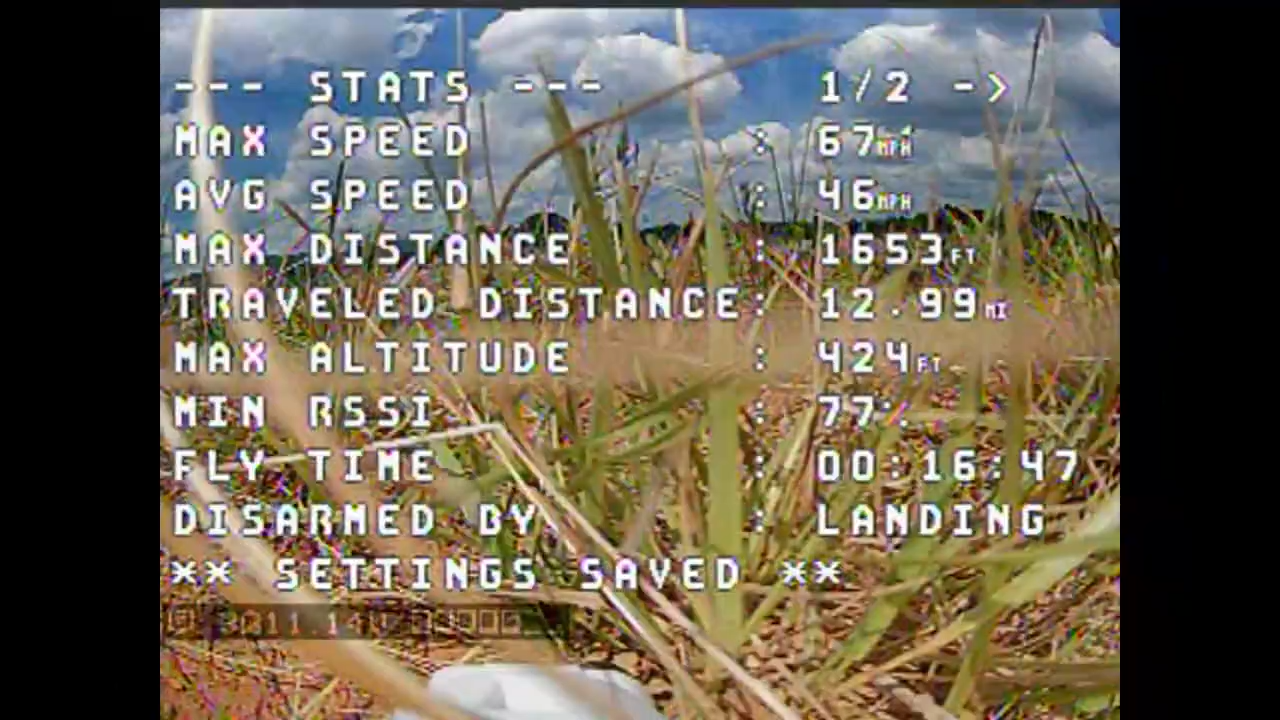 --- STATS --- 1/2 ->
MAX SPEED : 67MPH
AVG SPEED : 46MPH
MAX DISTANCE : 1653FT
TRAVELED DISTANCE: 12.99MI
MAX ALTITUDE : 424FT
MIN RSSI : 77%
FLY TIME : 00:16:47
DISARMED BY : LANDING
** SETTINGS SAVED **